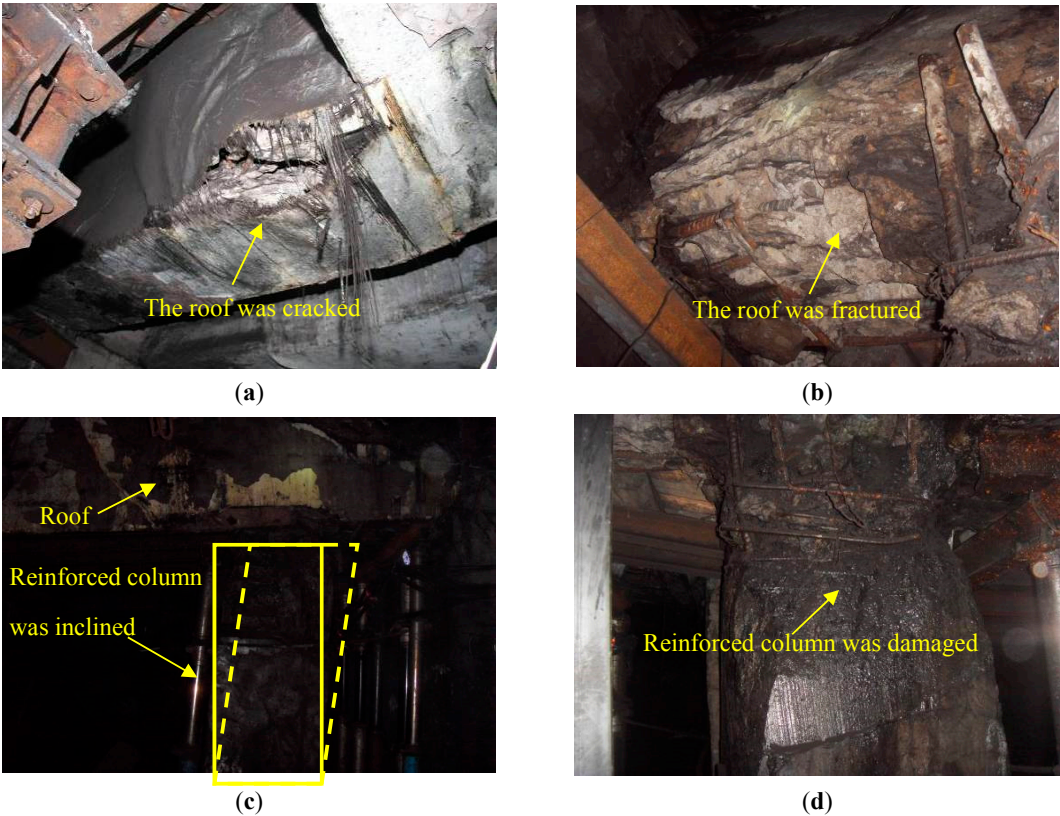 The roof was cracked
The roof was fractured
(a)
(b)
Roof
Reinforced column
was inclined
Reinforced column was damaged
(c)
(d)